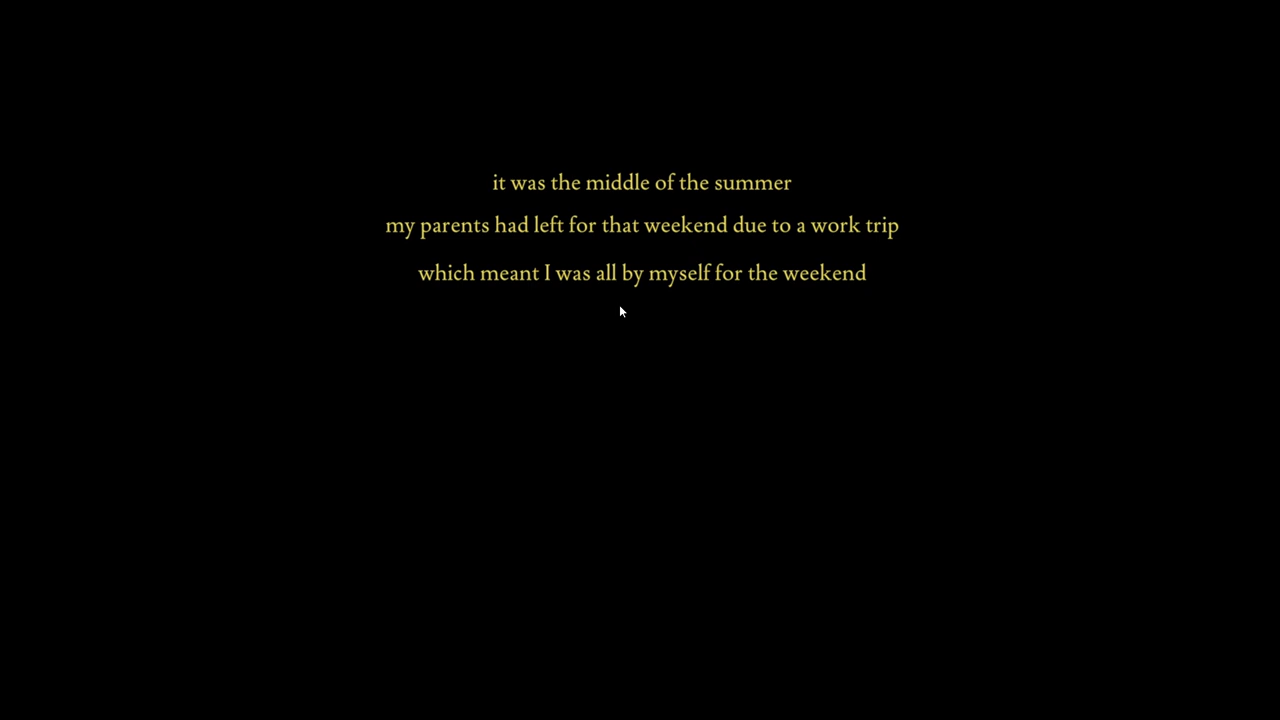 it was the middle of the summer
my parents had left for that weekend due to a work trip
which meant I was all by myself for the weekend